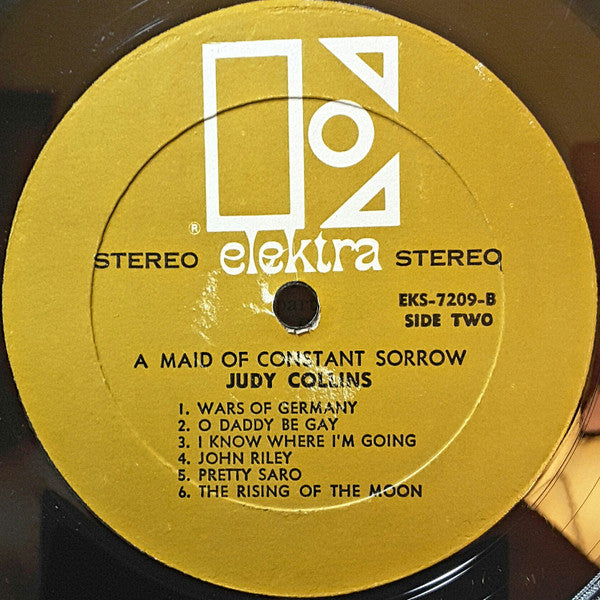 ® elektra
STEREO STEREO
EKS-7209-B
SIDE TWO
A MAID OF CONSTANT SORROW
JUDY COLLINS
1. WARS OF GERMANY
2. O DADDY BE GAY
3. I KNOW WHERE I'M GOING
4. JOHN RILEY
5. PRETTY SARO
6. THE RISING OF THE MOON